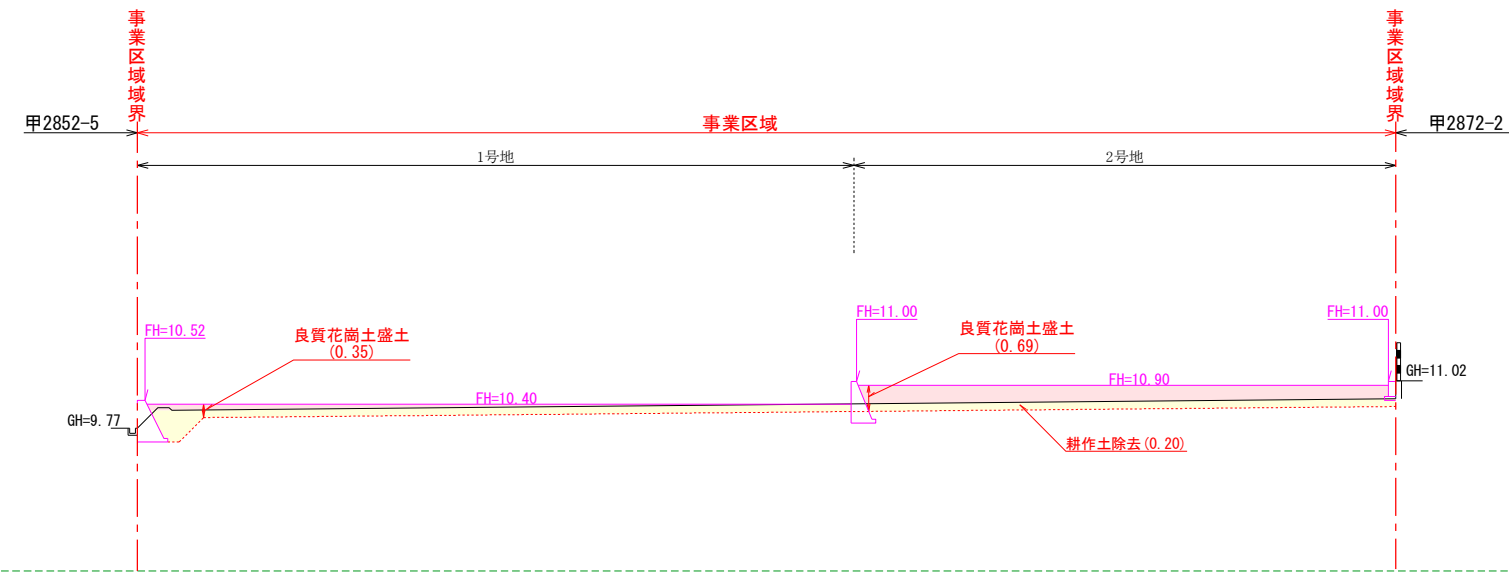 事業区域域界
事業区域域界
甲2852-5
事業区域
甲2872-2
1号地
2号地
FH=10.52
良質花崗土盛土
(0.35)
FH=11.00
良質花崗土盛土
(0.69)
FH=11.00
GH=11.02
FH=10.90
FH=10.40
GH=9.77
耕作土除去(0.20)